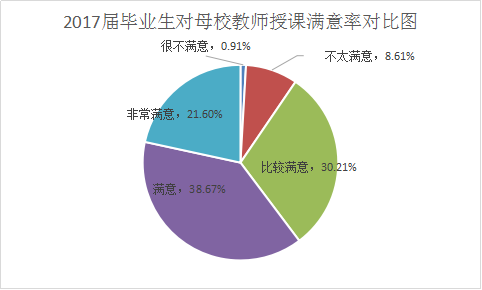 2017届毕业生对母校教师授课满意率对比图
很不满意，0.91%
不太满意，8.61%
非常满意，21.60%
比较满意，30.21%
满意，38.67%